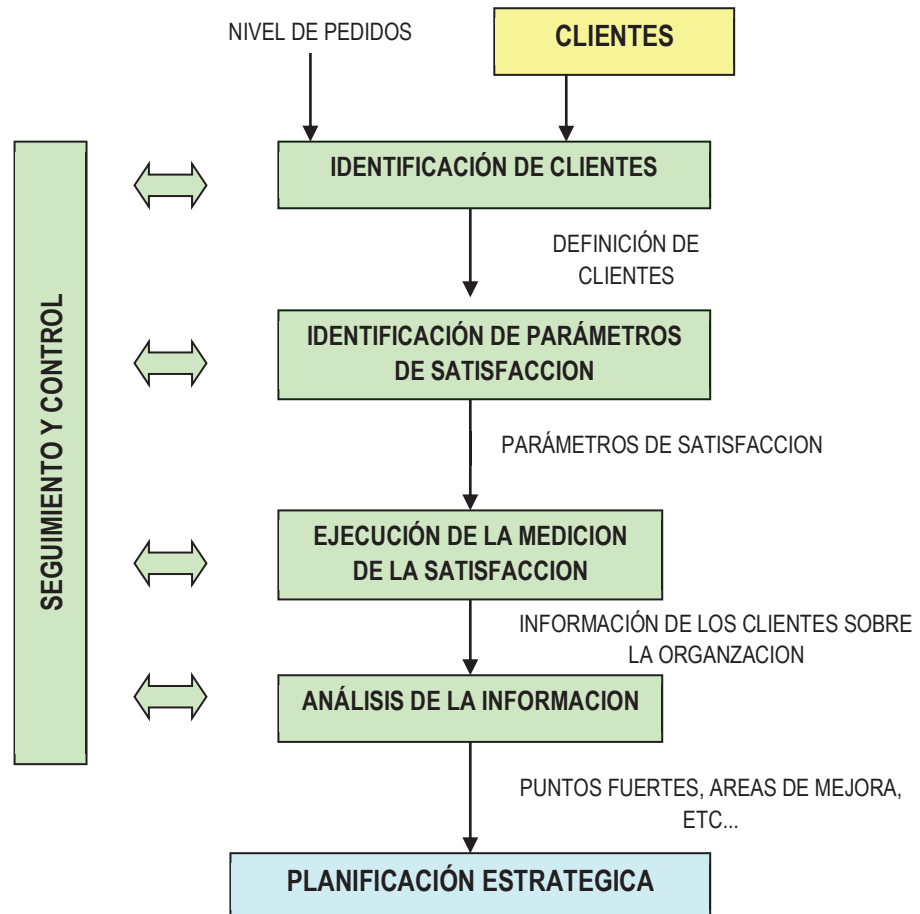 NIVEL DE PEDIDOS
CLIENTES
IDENTIFICACIÓN DE CLIENTES
DEFINICIÓN DE
CLIENTES
SEGUIMIENTO Y CONTROL
IDENTIFICACIÓN DE PARÁMETROS
DE SATISFACCION
PARÁMETROS DE SATISFACCION
EJECUCIÓN DE LA MEDICION
DE LA SATISFACCION
INFORMACIÓN DE LOS CLIENTES SOBRE
LA ORGANZACION
ANÁLISIS DE LA INFORMACION
PUNTOS FUERTES, AREAS DE MEJORA,
ETC...
PLANIFICACIÓN ESTRATEGICA